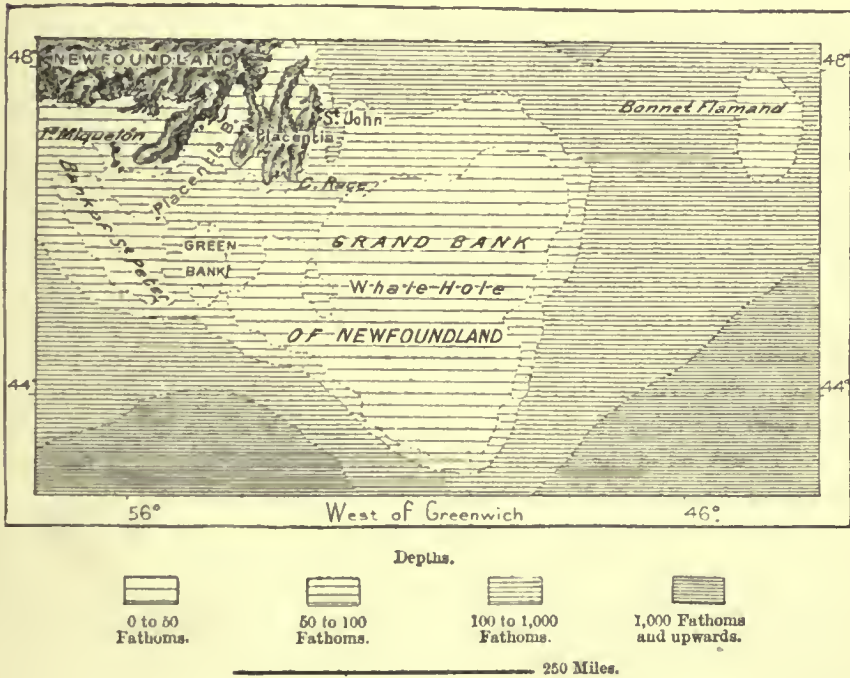 48°
48°
NEWFOUNDLAND
Bonnet Flamand
St John
Miquelon
Placentia
Placentia B.
C. Race
Bank of St Peter
GREEN
BANK
GRAND BANK
Whale-Hole
OF NEWFOUNDLAND
44°
44°
56°
West of Greenwich
46°
Depths.
0 to 50
Fathoms.
50 to 100
Fathoms.
100 to 1,000
Fathoms.
1,000 Fathoms
and upwards.
250 Miles.